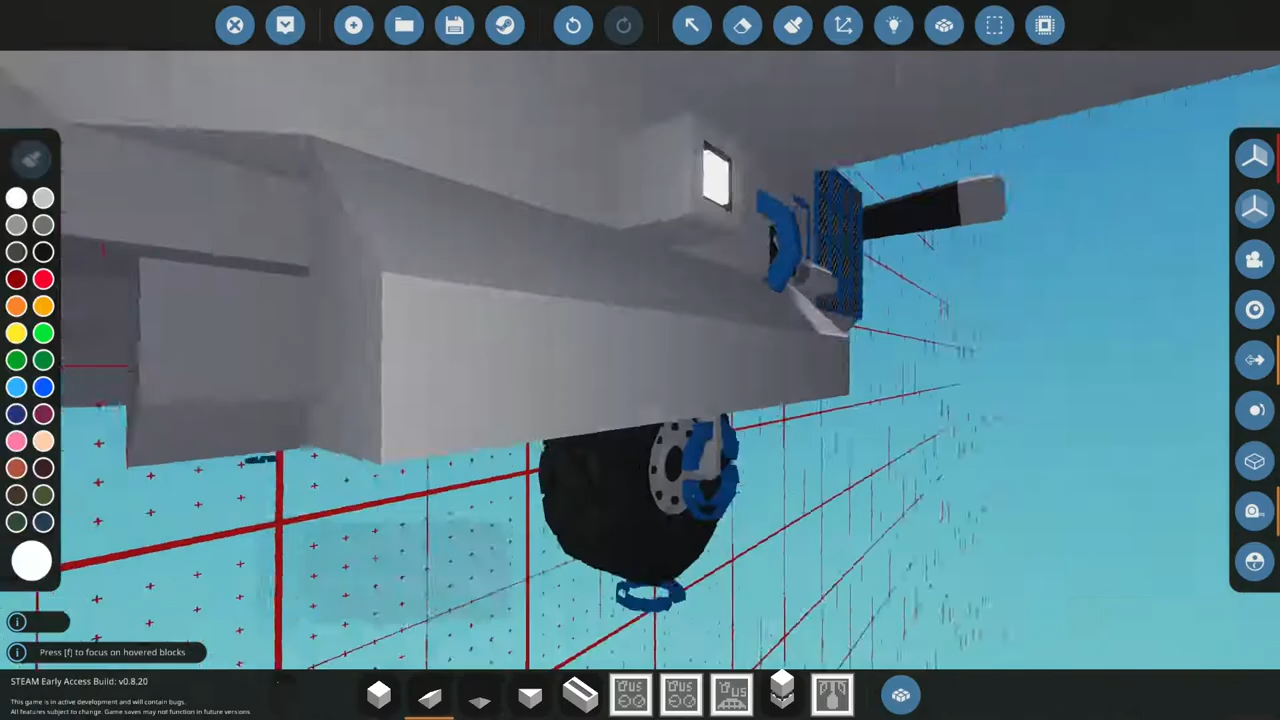 Press [f] to focus on hovered blocks
STEAM Early Access Build: v0.8.20
This game is in active development and will contain bugs.
All features subject to change. Game saves may not function in future versions.